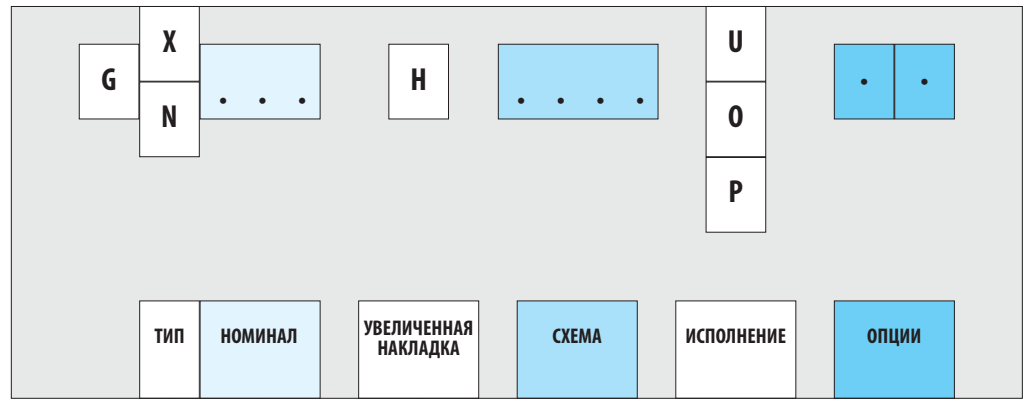 X
U
G
H
. . .
. . . .
. .
N
O
P
ТИП
НОМИНАЛ
УВЕЛИЧЕННАЯ
НАКЛАДКА
СХЕМА
ИСПОЛНЕНИЕ
ОПЦИИ